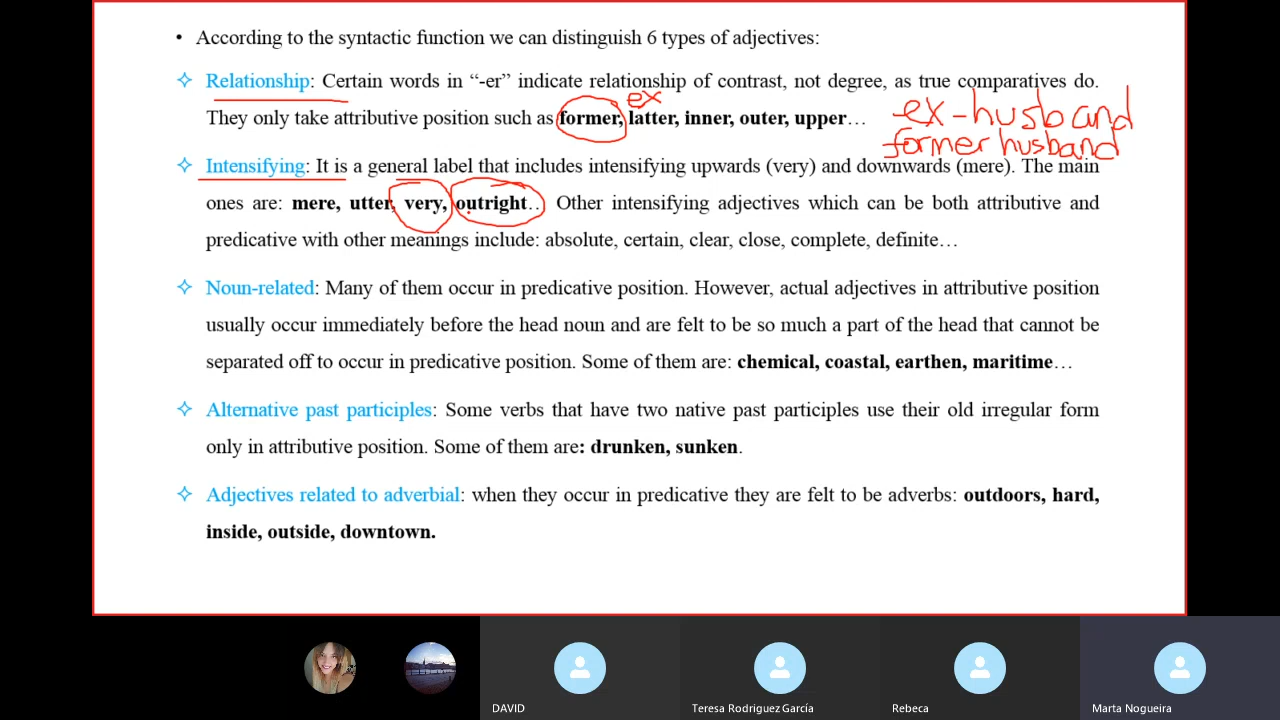 • According to the syntactic function we can distinguish 6 types of adjectives:
✧ Relationship: Certain words in “-er” indicate relationship of contrast, not degree, as true comparatives do.
ex
ex-husband
They only take attributive position such as former, latter, inner, outer, upper…
former husband
✧ Intensifying: It is a general label that includes intensifying upwards (very) and downwards (mere). The main
ones are: mere, utter, very, outright… Other intensifying adjectives which can be both attributive and
predicative with other meanings include: absolute, certain, clear, close, complete, definite…
✧ Noun-related: Many of them occur in predicative position. However, actual adjectives in attributive position
usually occur immediately before the head noun and are felt to be so much a part of the head that cannot be
separated off to occur in predicative position. Some of them are: chemical, coastal, earthen, maritime…
✧ Alternative past participles: Some verbs that have two native past participles use their old irregular form
only in attributive position. Some of them are: drunken, sunken.
✧ Adjectives related to adverbial: when they occur in predicative they are felt to be adverbs: outdoors, hard,
inside, outside, downtown.
DAVID
Teresa Rodriguez García
Rebeca
Marta Nogueira